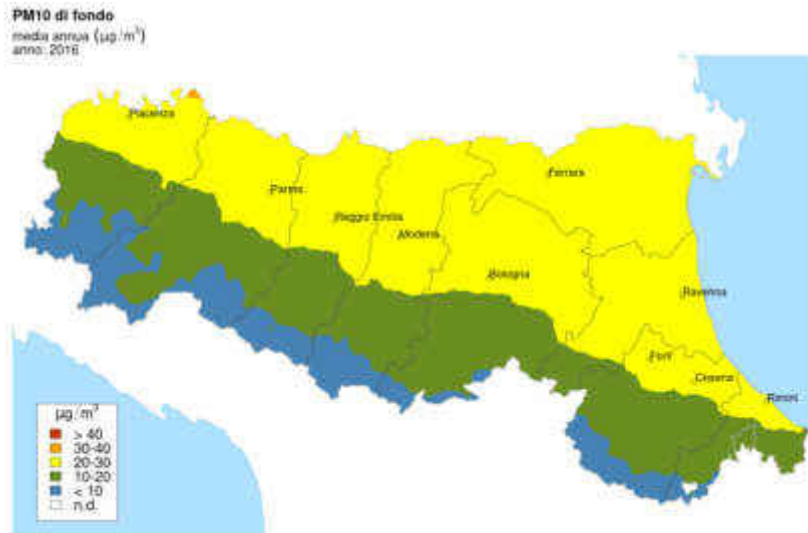 PM10 di fondo
media annua (µg/m³)
anno: 2016
Piacenza
Parma
Reggio Emilia
Modena
Ferrara
Bologna
Ravenna
Forlì
Cesena
Rimini
µg/m³
> 40
30-40
20-30
10-20
< 10
n.d.